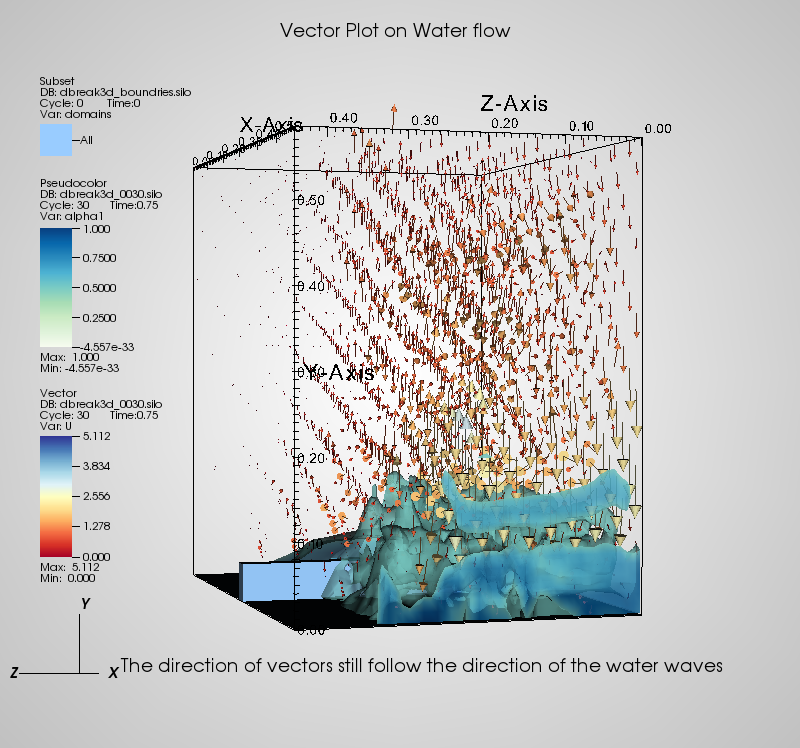 Vector Plot on Water flow
Subset
DB: dbreak3d_boundries.silo
Cycle: 0 Time:0
Var: domains
All
Pseudocolor
DB: dbreak3d_0030.silo
Cycle: 30 Time:0.75
Var: alpha1
1.000
0.7500
0.5000
0.2500
-4.557e-33
Max: 1.000
Min: -4.557e-33
Vector
DB: dbreak3d_0030.silo
Cycle: 30 Time:0.75
Var: U
5.112
3.834
2.556
1.278
0.000
Max: 5.112
Min: 0.000
Z-Axis
0.40 0.30 0.20 0.10 0.00
X-Axis
0.50
0.40
Y-Axis
0.20
0.10
0.00
Y
Z X
The direction of vectors still follow the direction of the water waves